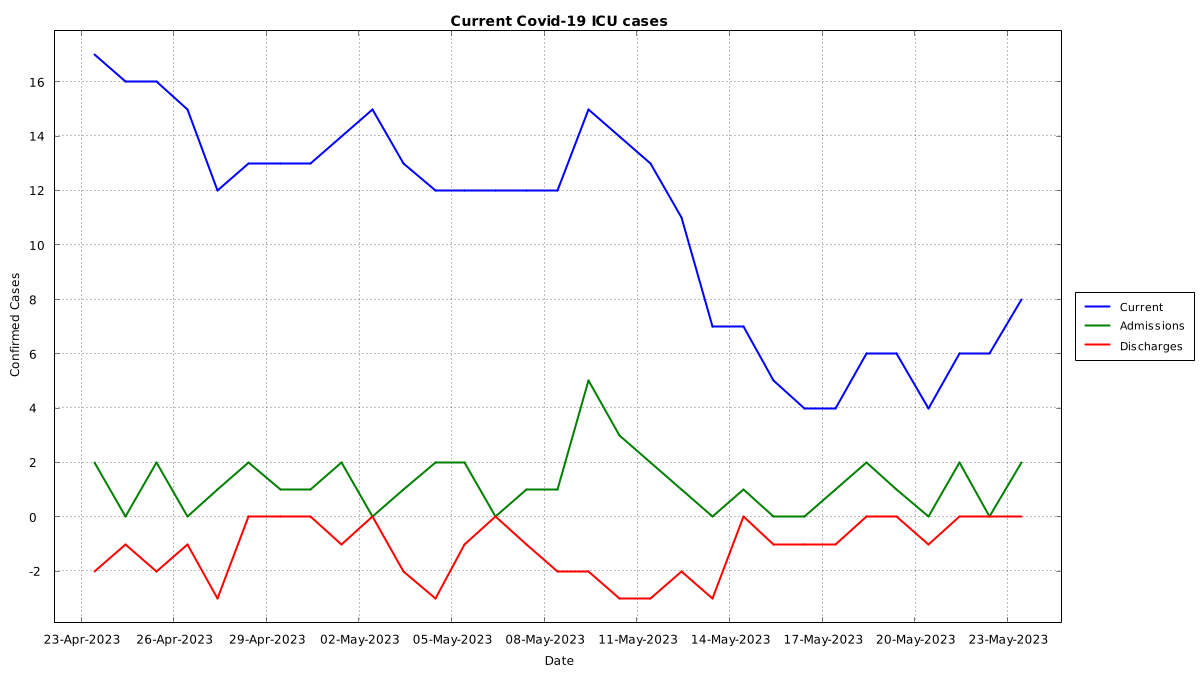 Current Covid-19 ICU cases
16
14
12
10
8
6
4
2
0
-2
Confirmed Cases
23-Apr-2023 26-Apr-2023 29-Apr-2023 02-May-2023 05-May-2023 08-May-2023 11-May-2023 14-May-2023 17-May-2023 20-May-2023 23-May-2023
Date
Current
Admissions
Discharges